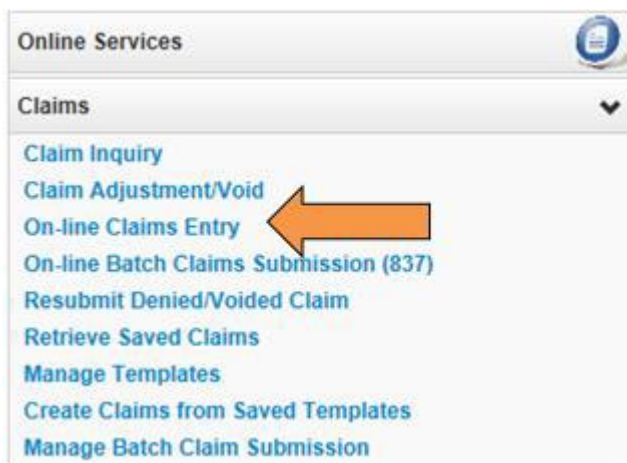 Online Services
Claims
Claim Inquiry
Claim Adjustment/Void
On-line Claims Entry
On-line Batch Claims Submission (837)
Resubmit Denied/Voided Claim
Retrieve Saved Claims
Manage Templates
Create Claims from Saved Templates
Manage Batch Claim Submission